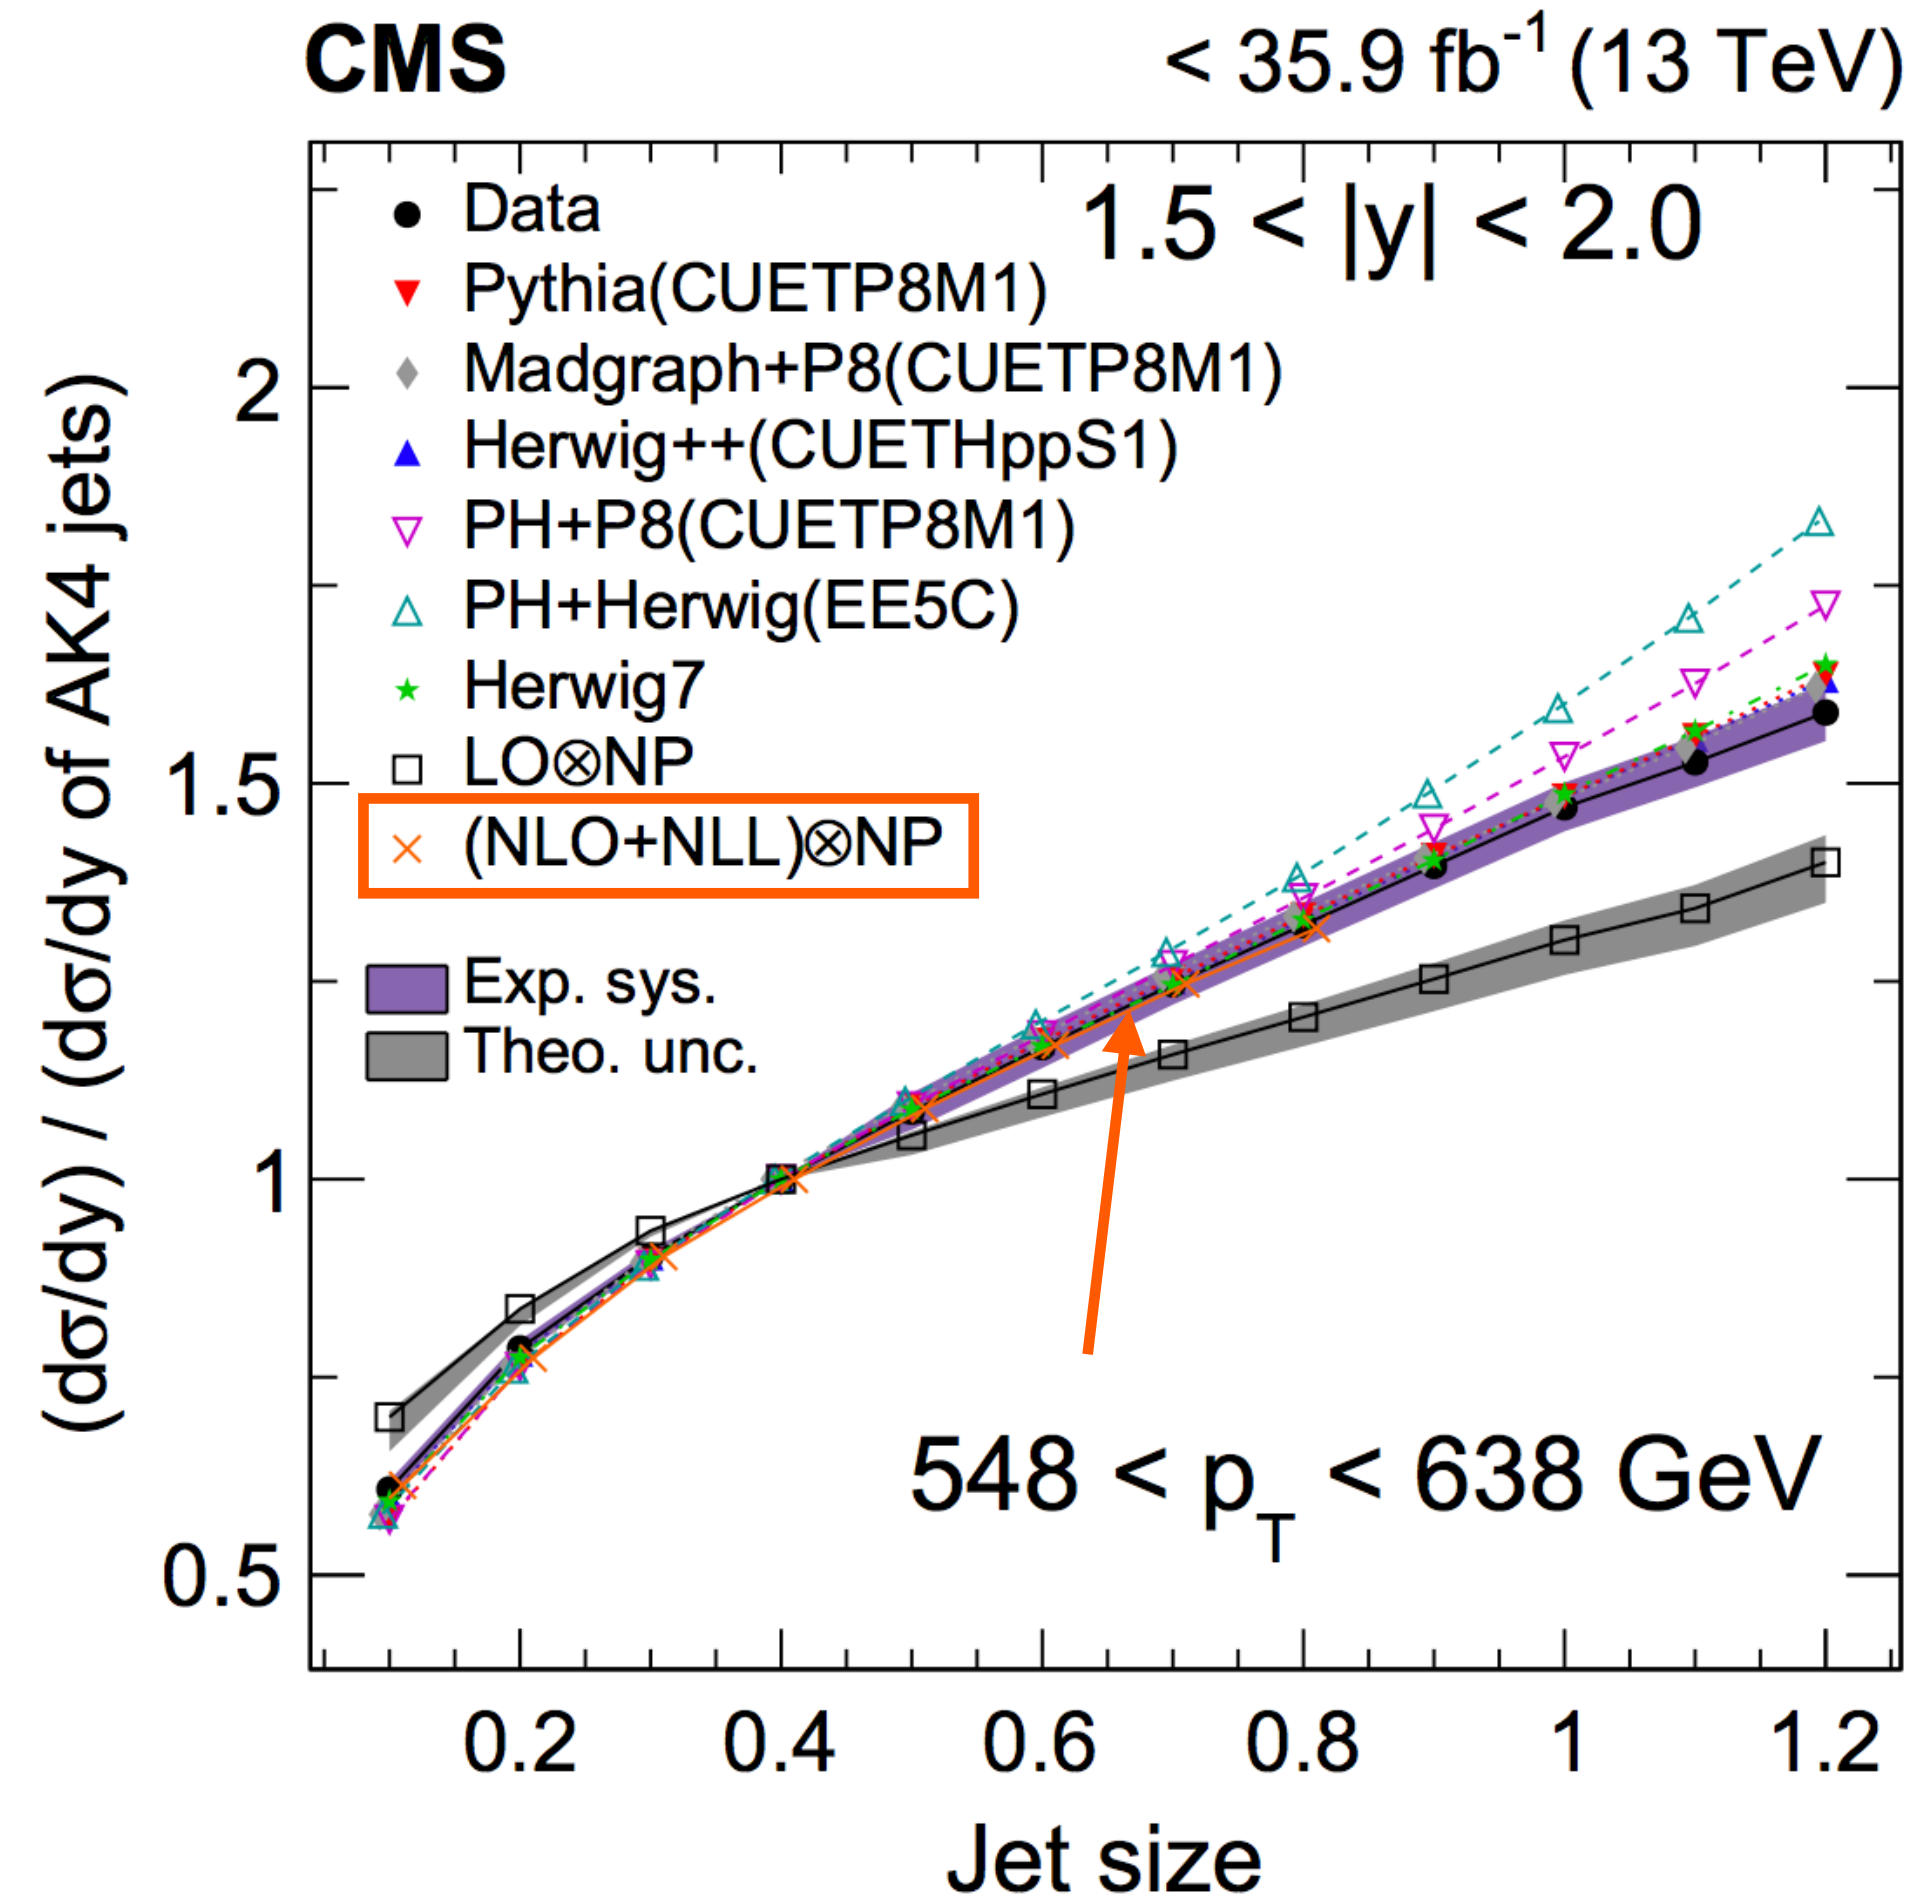 CMS
< 35.9 fb⁻¹ (13 TeV)
1.5 < |y| < 2.0
Data
Pythia(CUETP8M1)
Madgraph+P8(CUETP8M1)
Herwig++(CUETHppS1)
PH+P8(CUETP8M1)
PH+Herwig(EE5C)
Herwig7
LO⊗NP
(NLO+NLL)⊗NP
Exp. sys.
Theo. unc.
548 < p_T < 638 GeV
(dσ/dy) / (dσ/dy of AK4 jets)
2
1.5
1
0.5
0.2 0.4 0.6 0.8 1 1.2
Jet size